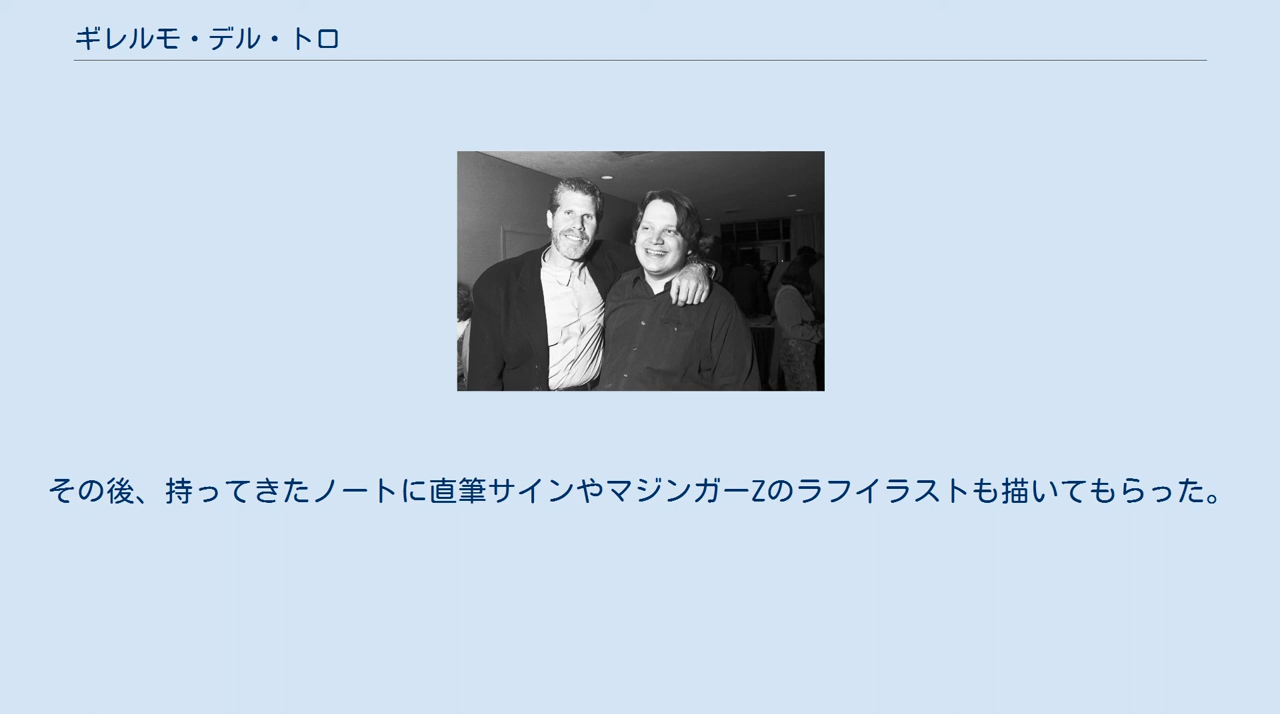 ギレルモ・デル・トロ
その後、持ってきたノートに直筆サインやマジンガーZのラフイラストも描いてもらった。